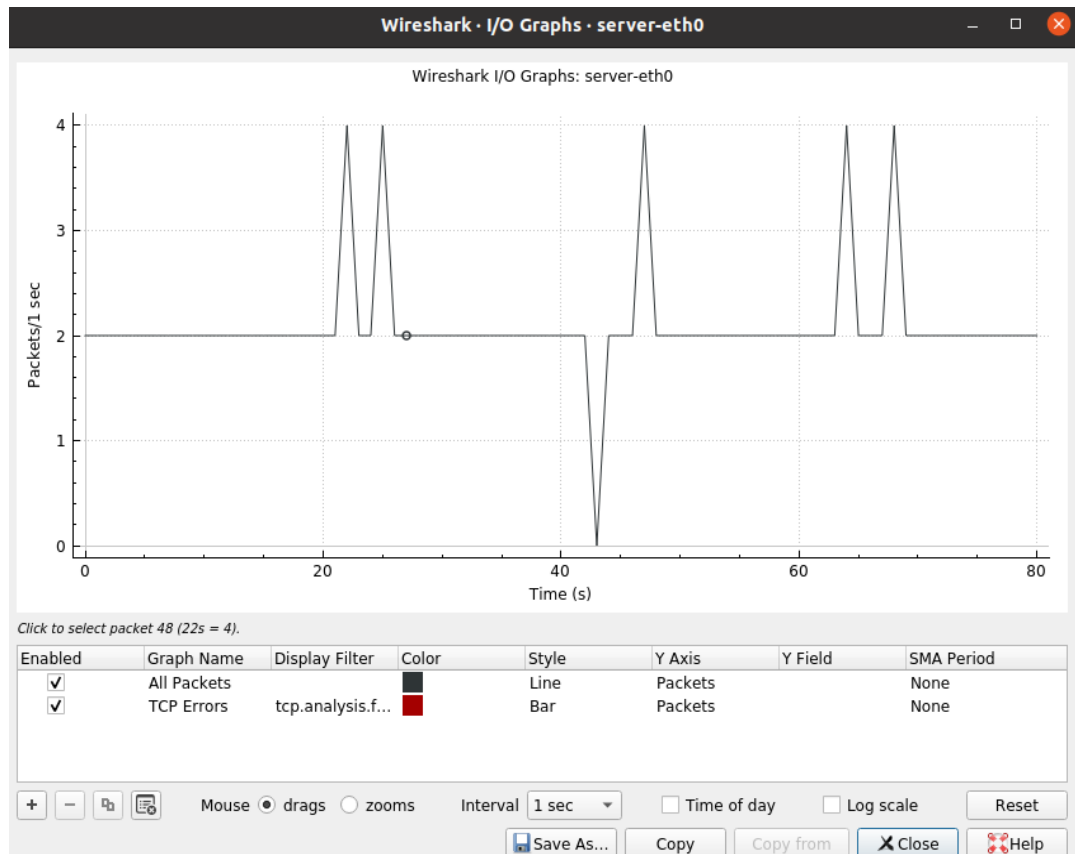 Wireshark · I/O Graphs · server-eth0
Wireshark I/O Graphs: server-eth0
4
3
2
1
0
Packets/1 sec
0 20 40 60 80
Time (s)
Click to select packet 48 (22s = 4).
Enabled Graph Name Display Filter Color Style Y Axis Y Field SMA Period
All Packets Line Packets None
TCP Errors tcp.analysis.f... Bar Packets None
Mouse drags zooms Interval 1 sec Time of day Log scale Reset
Save As... Copy Copy from Close Help